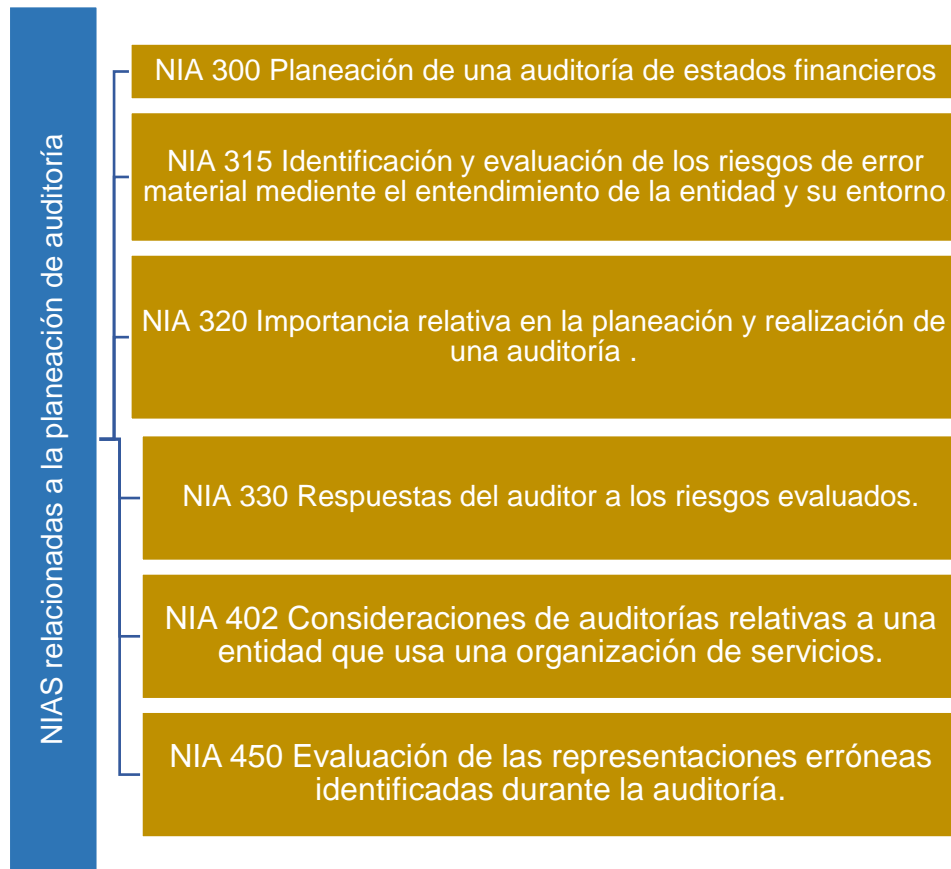 NIAS relacionadas a la planeación de auditoría
NIA 300 Planeación de una auditoría de estados financieros
NIA 315 Identificación y evaluación de los riesgos de error
material mediente el entendimiento de la entidad y su entorno
NIA 320 Importancia relativa en la planeación y realización de
una auditoría .
NIA 330 Respuestas del auditor a los riesgos evaluados.
NIA 402 Consideraciones de auditorías relativas a una
entidad que usa una organización de servicios.
NIA 450 Evaluación de las representaciones erróneas
identificadas durante la auditoría.